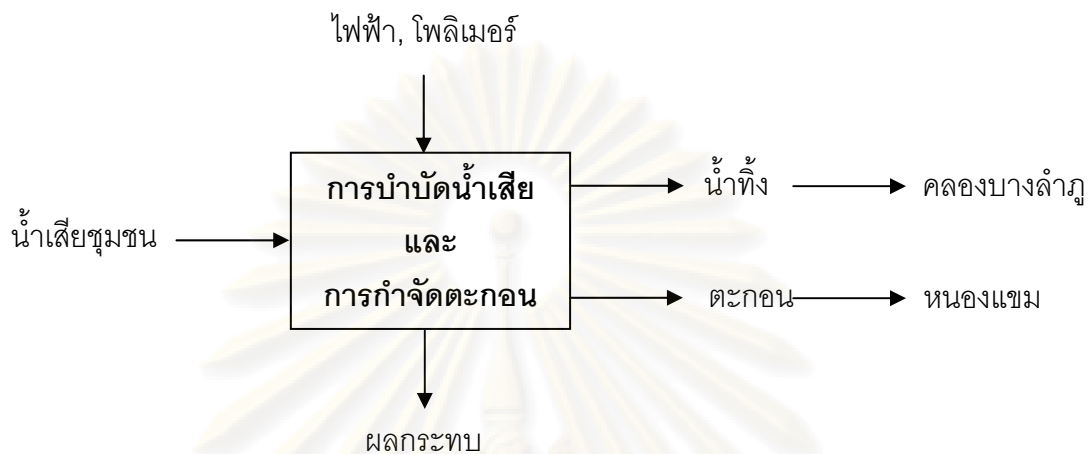 ไฟฟ้า, โพลิเมอร์
น้ำเสียชุมชน
การบำบัดน้ำเสีย
และ
การกำจัดตะกอน
น้ำทิ้ง
คลองบางลำภู
ตะกอน
หนองแขม
ผลกระทบ